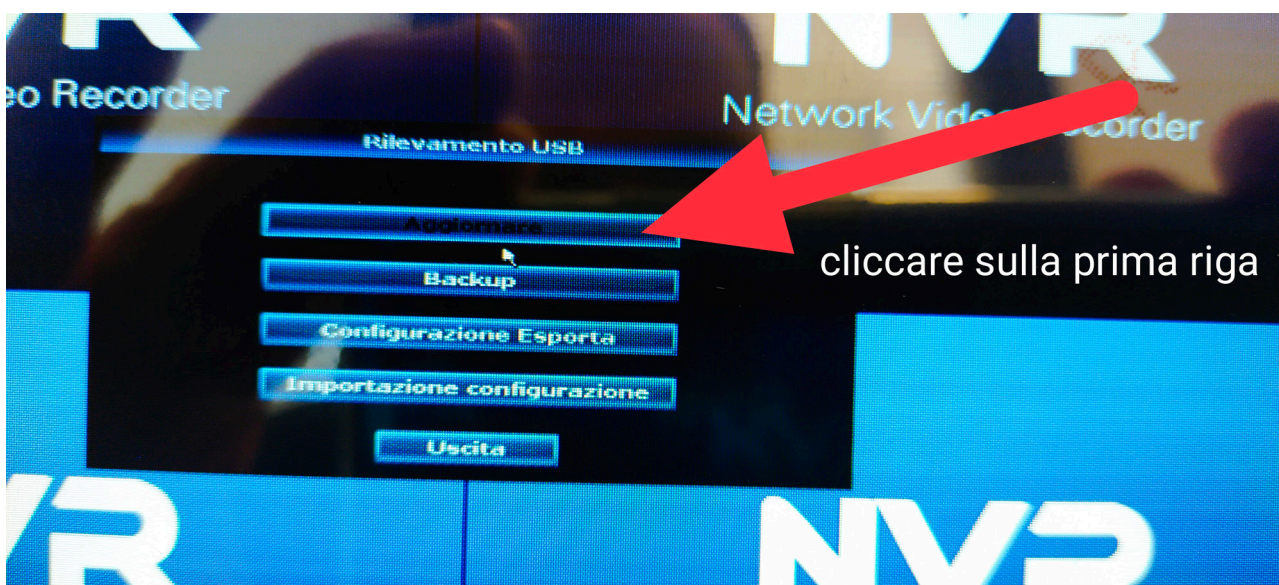 NVR
eo Recorder
Network Video Recorder
Rilevamento USB
Aggiornare
cliccare sulla prima riga
Backup
Configurazione Esporta
Importazione configurazione
Uscita
NVR